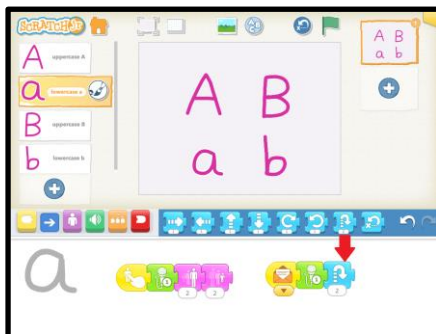 SCRATCHJR
A uppercase A
a lowercase a
B uppercase B
b lowercase b
A B
a b
A B
a b
a
2 2
2